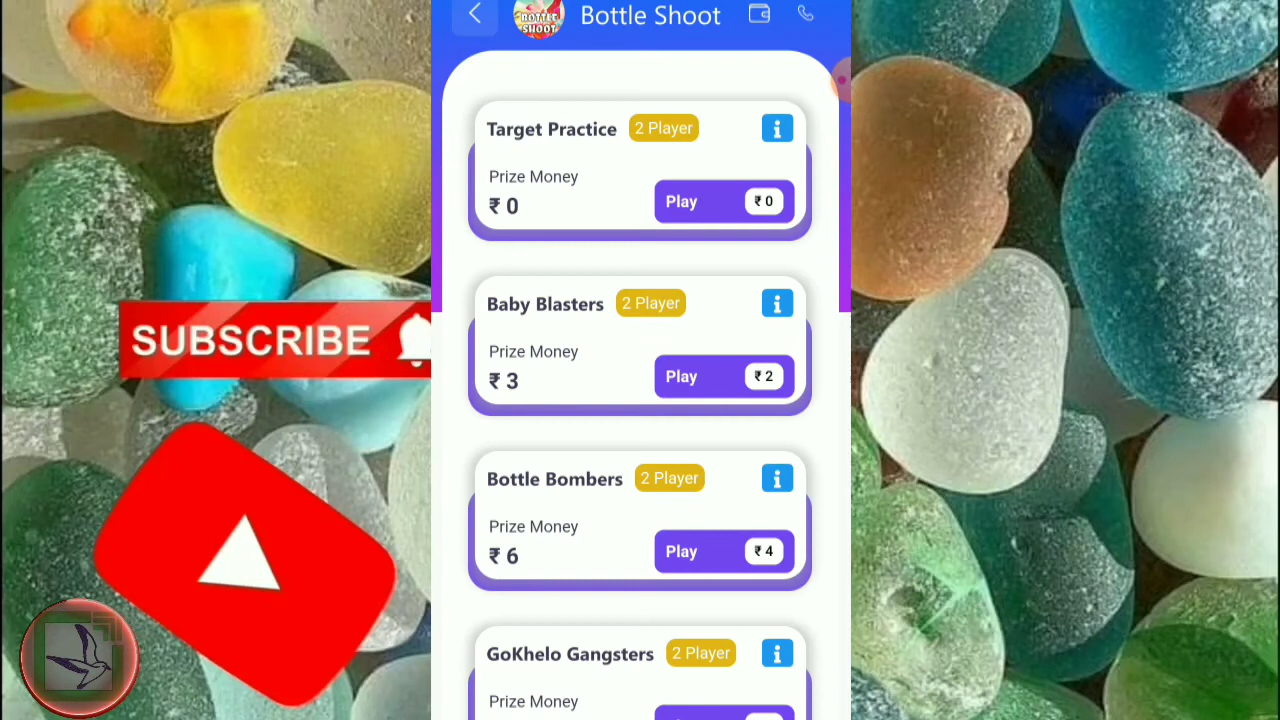 BOTTLE
SHOOT
Bottle Shoot
Target Practice 2 Player
Prize Money
₹ 0
Play ₹ 0
Baby Blasters 2 Player
Prize Money
₹ 3
Play ₹ 2
SUBSCRIBE
Bottle Bombers 2 Player
Prize Money
₹ 6
Play ₹ 4
GoKhelo Gangsters 2 Player
Prize Money